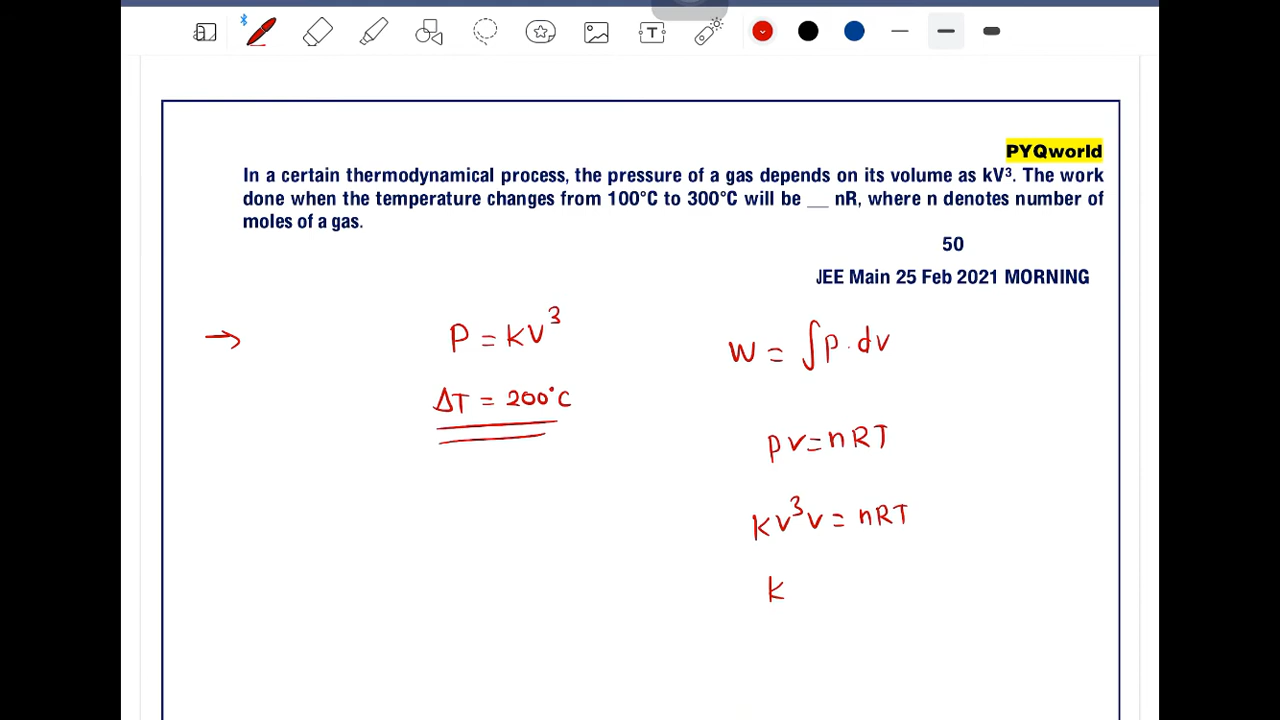 PYQworld
In a certain thermodynamical process, the pressure of a gas depends on its volume as kV³. The work
done when the temperature changes from 100°C to 300°C will be __ nR, where n denotes number of
moles of a gas.
50
JEE Main 25 Feb 2021 MORNING
→ P = KV³
ΔT = 200°C
W = ∫P.dv
PV = nRT
KV³V = nRT
K